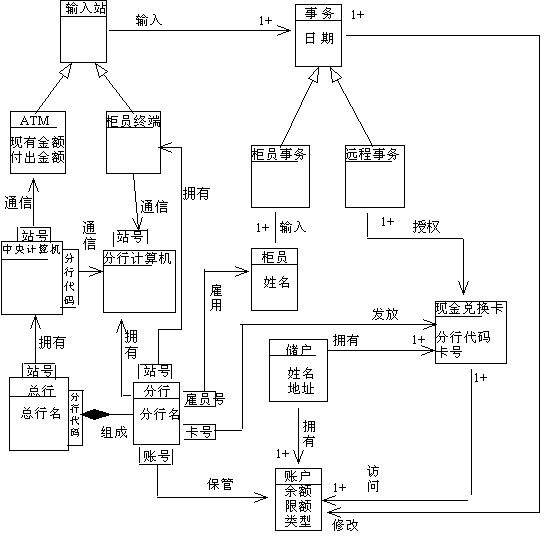 输入站
输入
1+
事务
日期
1+
ATM
现有金额
付出金额
柜员终端
柜员事务
远程事务
通信
通信
拥有
1+
输入
1+
授权
站号
中央计算机
分行代码
通信
站号
分行计算机
柜员
姓名
雇用
拥有
拥有
发放
现金兑换卡
分行代码
卡号
储户
姓名
地址
拥有
1+
1+
站号
总行
总行名
分行代码
组成
站号
分行
分行名
雇员号
卡号
账号
保管
拥有
1+
账户
余额
限额
类型
1+
访问
修改